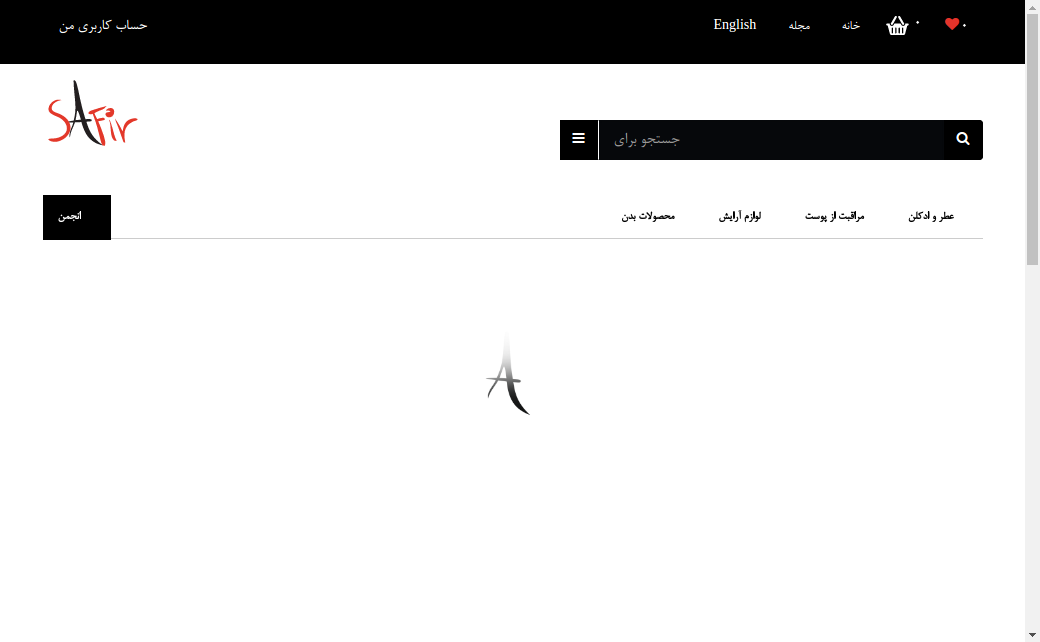 ۰
۰
خانه
مجله
English
حساب کاربری من
SAFir
جستجو برای
عطر و ادکلن
مراقبت از پوست
لوازم آرایش
محصولات بدن
انجمن
A